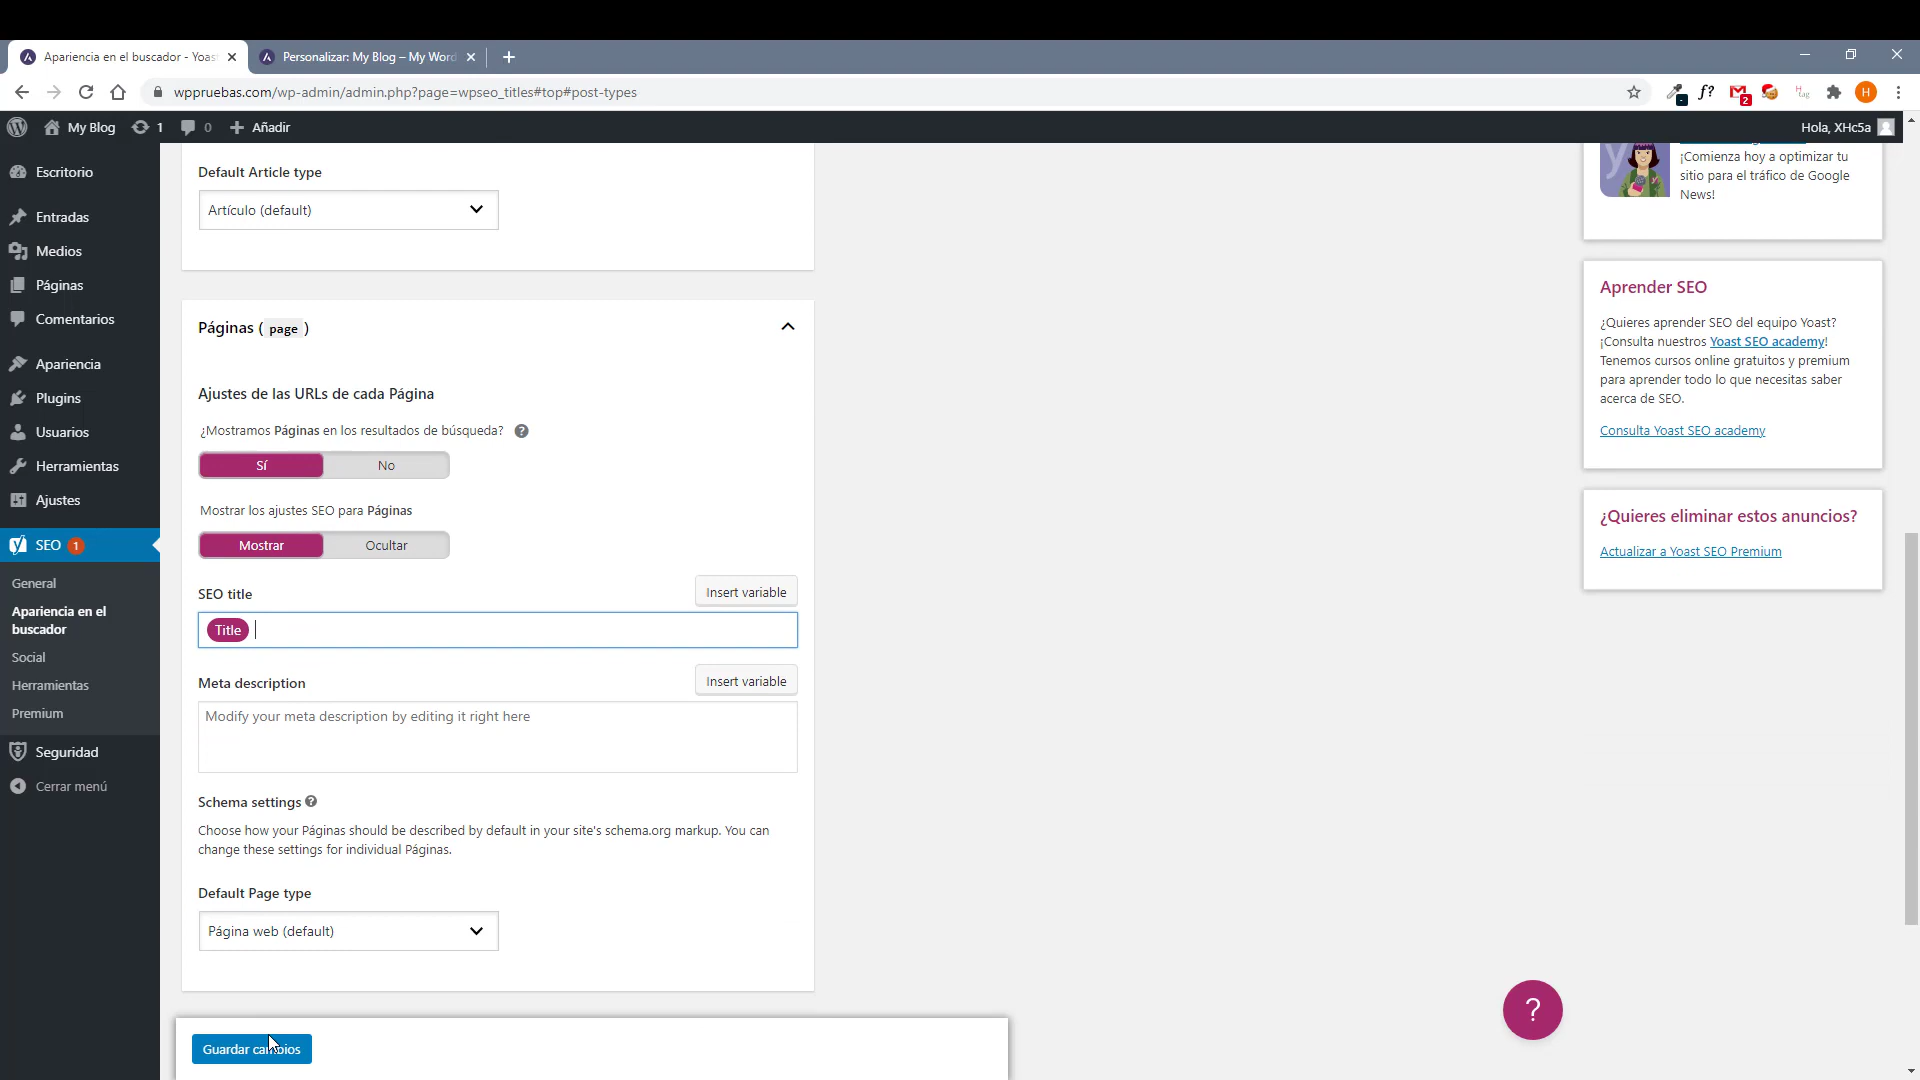 Apariencia en el buscador - Yoas
Personalizar: My Blog – My Word
wppruebas.com/wp-admin/admin.php?page=wpseo_titles#top#post-types
f?
2
H
tag
H
My Blog
1
0
Añadir
Hola, XHc5a
Escritorio
Entradas
Medios
Páginas
Comentarios
Apariencia
Plugins
Usuarios
Herramientas
Ajustes
SEO 1
General
Apariencia en el
buscador
Social
Herramientas
Premium
Seguridad
Cerrar menú
Default Article type
Artículo (default)
Páginas ( page )
Ajustes de las URLs de cada Página
¿Mostramos Páginas en los resultados de búsqueda? ?
Sí
No
Mostrar los ajustes SEO para Páginas
Mostrar
Ocultar
SEO title
Insert variable
Title
Meta description
Insert variable
Modify your meta description by editing it right here
Schema settings ?
Choose how your Páginas should be described by default in your site's schema.org markup. You can
change these settings for individual Páginas.
Default Page type
Página web (default)
Guardar cambios
¡Comienza hoy a optimizar tu
sitio para el tráfico de Google
News!
Aprender SEO
¿Quieres aprender SEO del equipo Yoast?
¡Consulta nuestros Yoast SEO academy!
Tenemos cursos online gratuitos y premium
para aprender todo lo que necesitas saber
acerca de SEO.
Consulta Yoast SEO academy
¿Quieres eliminar estos anuncios?
Actualizar a Yoast SEO Premium
?